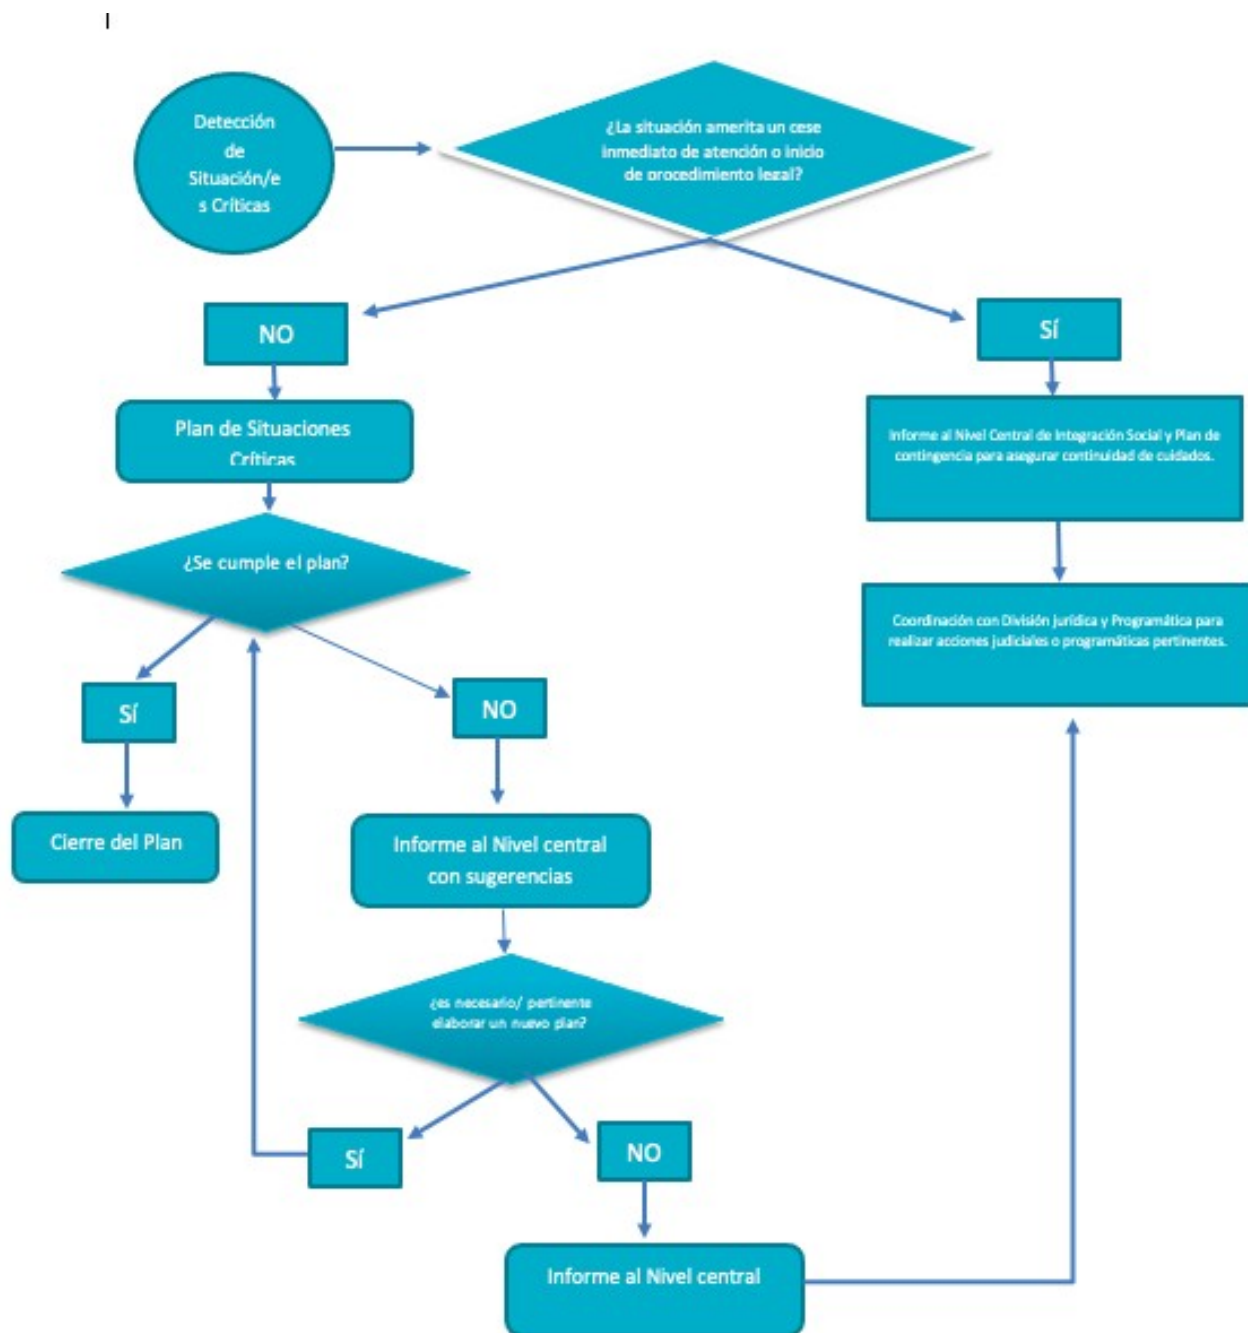 I
Detección
de
Situación/e
s Críticas
¿La situación amerita un cese
inmediato de atención o inicio
de procedimiento legal?
NO
Sí
Plan de Situaciones
Críticas
Informe al Nivel Central de Integración Social y Plan de
contingencia para asegurar continuidad de cuidados.
¿Se cumple el plan?
Coordinación con División jurídica y Programática para
realizar acciones judiciales o programáticas pertinentes.
Sí
NO
Cierre del Plan
Informe al Nivel central
con sugerencias
¿es necesario/ pertinente
elaborar un nuevo plan?
Sí
NO
Informe al Nivel central